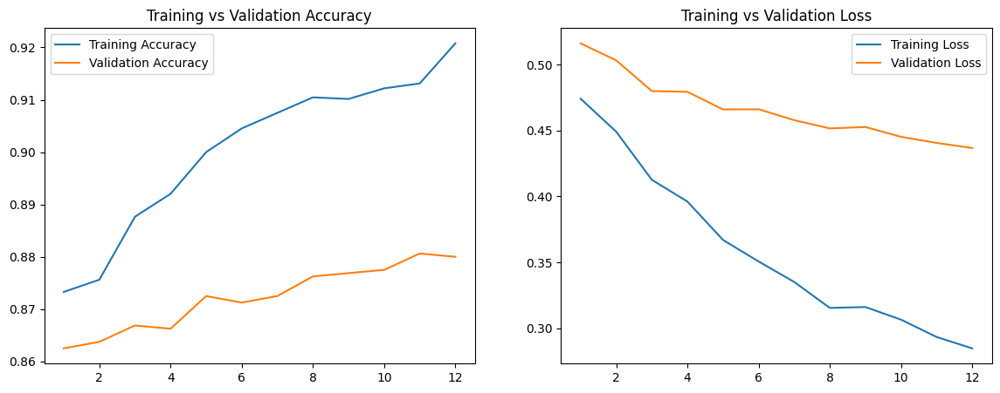 Training vs Validation Accuracy
Training Accuracy
Validation Accuracy
0.92
0.91
0.90
0.89
0.88
0.87
0.86
2 4 6 8 10 12
Training vs Validation Loss
Training Loss
Validation Loss
0.50
0.45
0.40
0.35
0.30
2 4 6 8 10 12